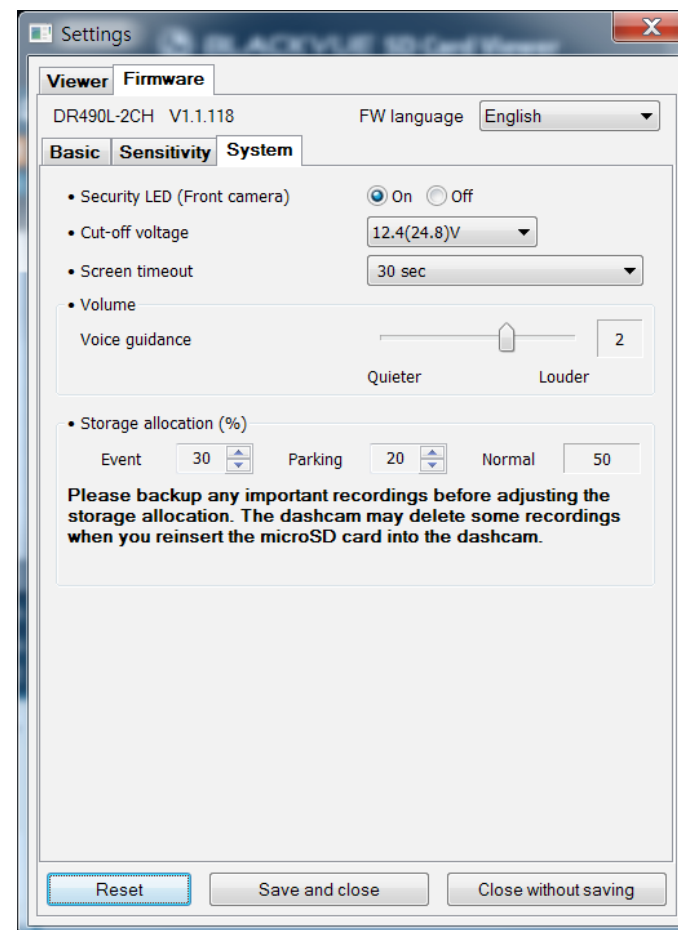 Settings
BLACKVUE SD Card Viewer
X
Viewer Firmware
DR490L-2CH V1.1.118 FW language English
Basic Sensitivity System
• Security LED (Front camera) On Off
• Cut-off voltage 12.4(24.8)V
• Screen timeout 30 sec
• Volume
Voice guidance 2
Quieter Louder
• Storage allocation (%)
Event 30 Parking 20 Normal 50
Please backup any important recordings before adjusting the
storage allocation. The dashcam may delete some recordings
when you reinsert the microSD card into the dashcam.
Reset Save and close Close without saving